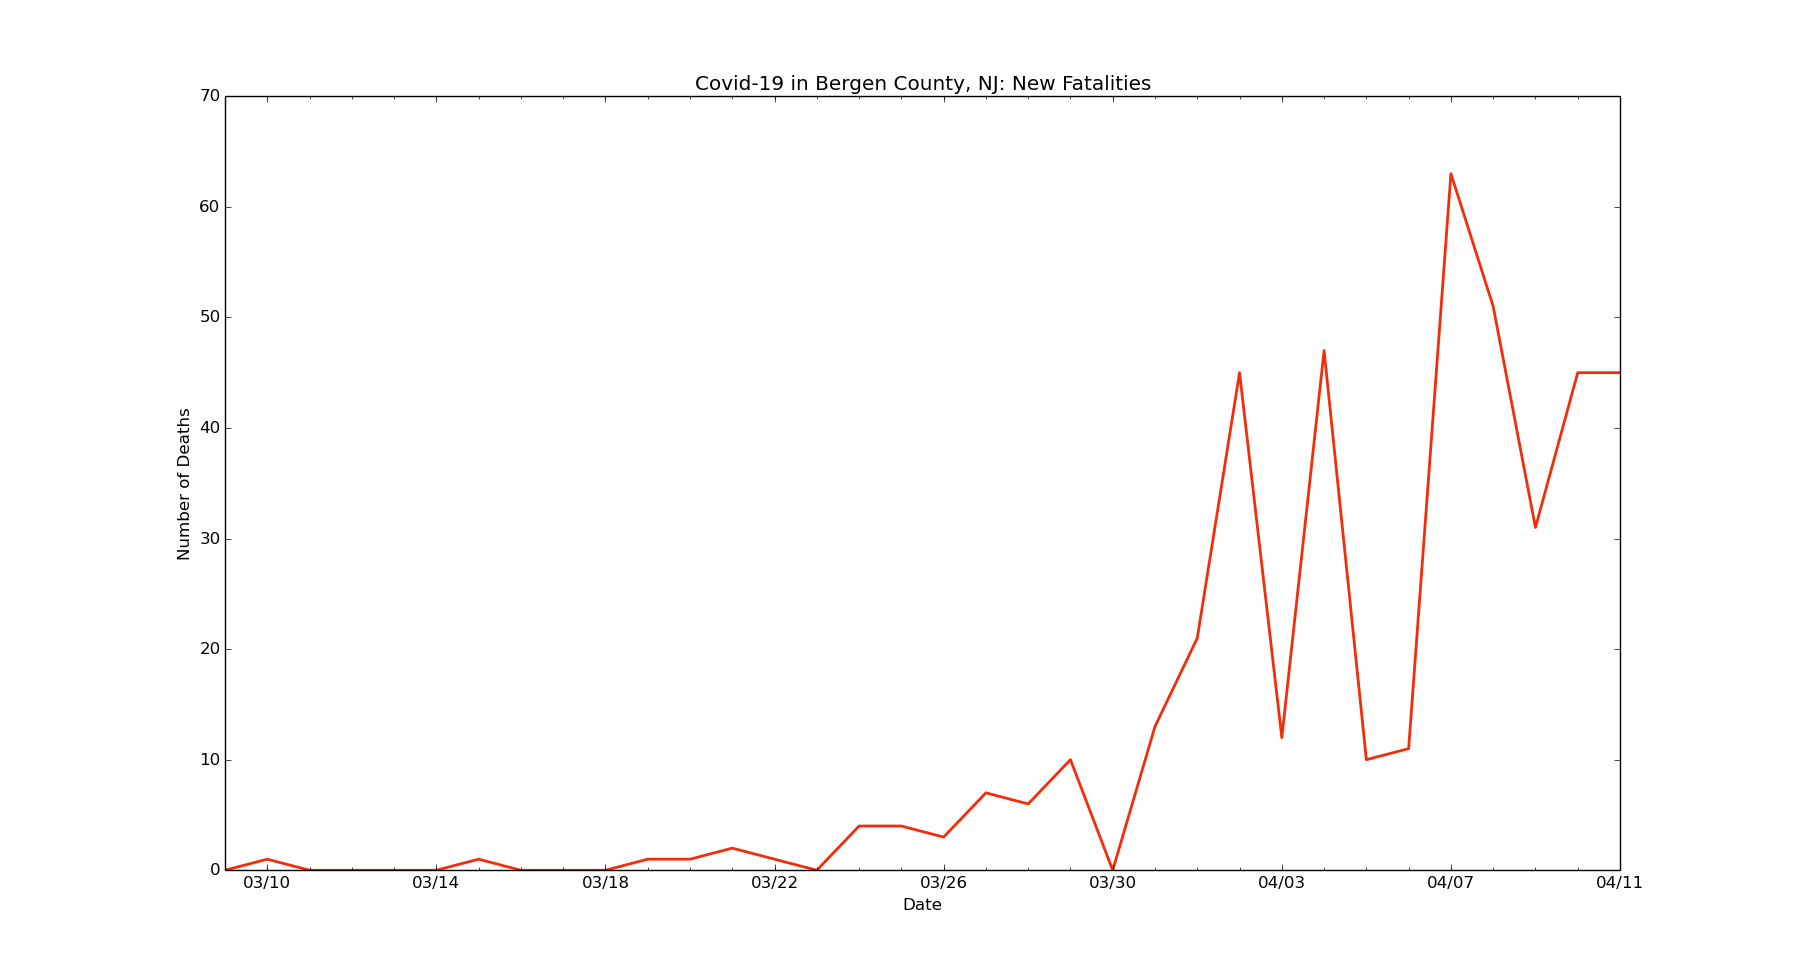 Covid-19 in Bergen County, NJ: New Fatalities
70
60
50
40
30
20
10
0
Number of Deaths
03/10 03/14 03/18 03/22 03/26 03/30 04/03 04/07 04/11
Date